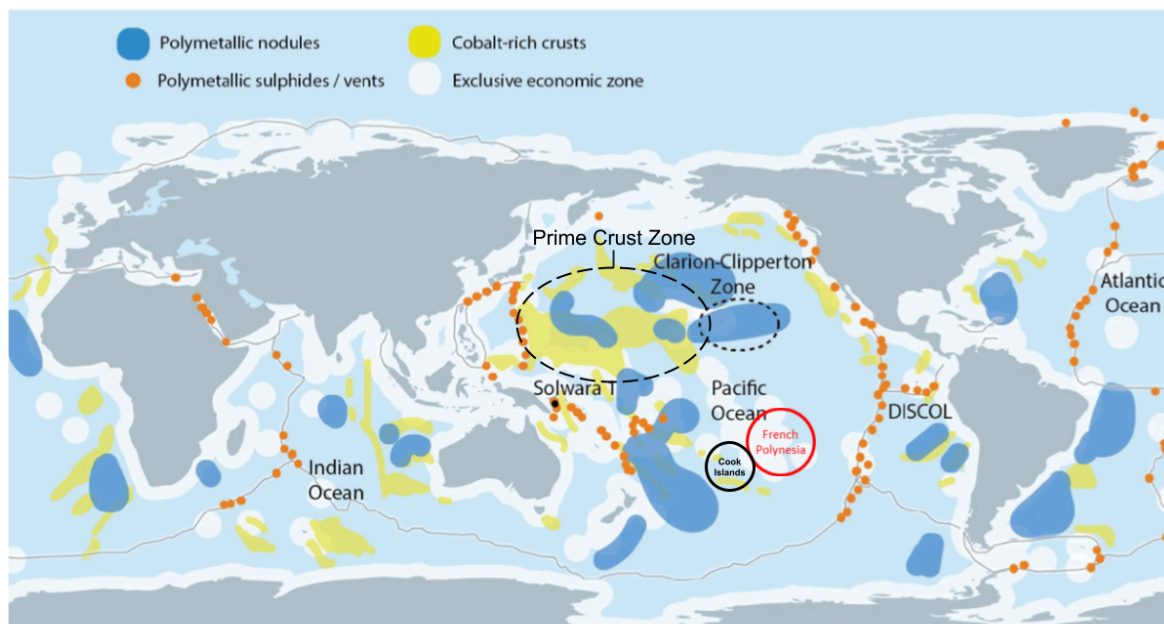 Polymetallic nodules
Cobalt-rich crusts
Polymetallic sulphides / vents
Exclusive economic zone
Prime Crust Zone
Clarion-Clipperton
Zone
Atlantic
Ocean
Solwara 1
Pacific
Ocean
DISCOL
French
Polynesia
Cook
Islands
Indian
Ocean